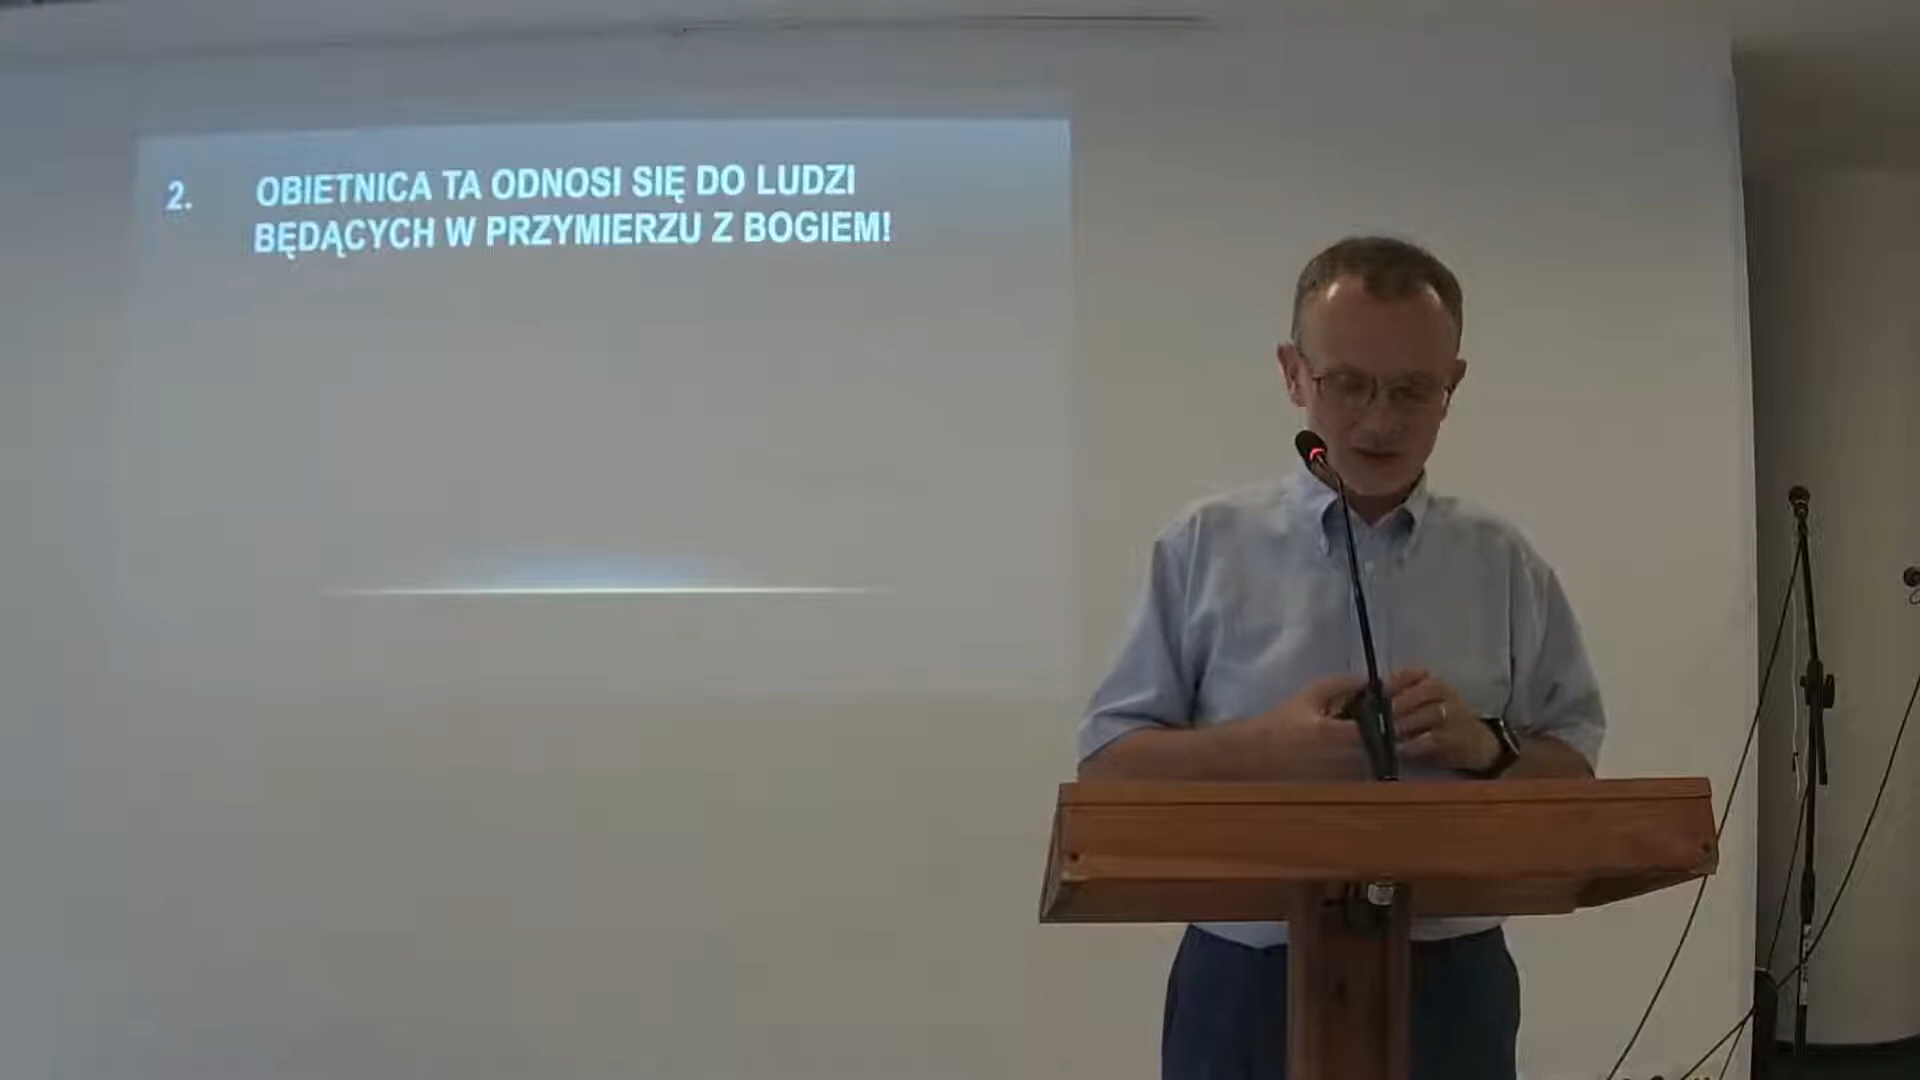 2. OBIETNICA TA ODNOSI SIĘ DO LUDZI
BĘDĄCYCH W PRZYMIERZU Z BOGIEM!